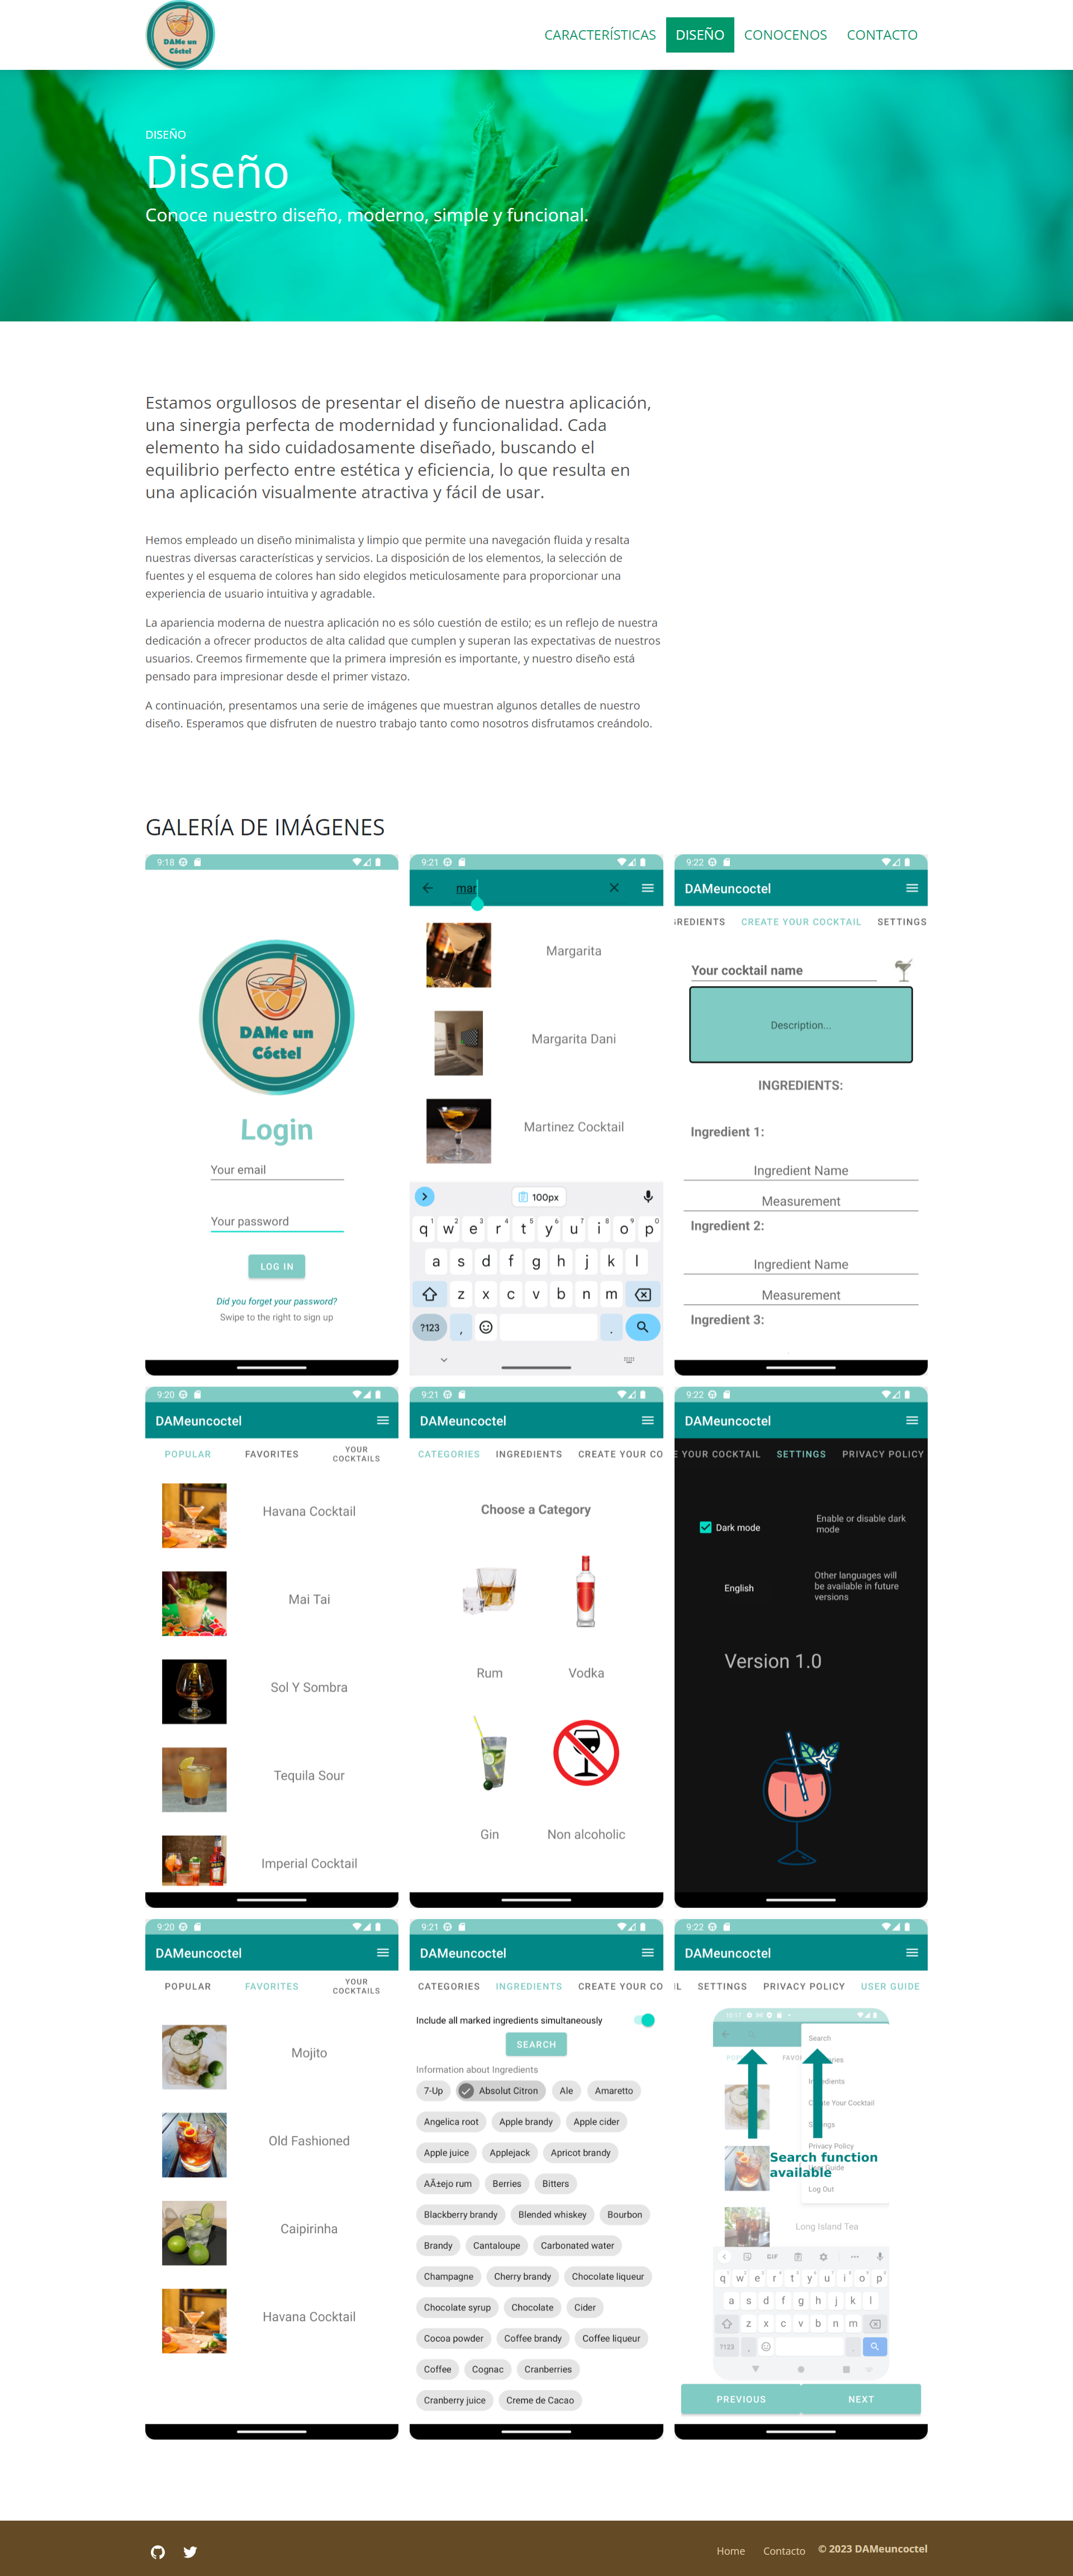 DAMe un
Cóctel
CARACTERÍSTICAS DISEÑO CONOCENOS CONTACTO
DISEÑO
Diseño
Conoce nuestro diseño, moderno, simple y funcional.
Estamos orgullosos de presentar el diseño de nuestra aplicación,
una sinergia perfecta de modernidad y funcionalidad. Cada
elemento ha sido cuidadosamente diseñado, buscando el
equilibrio perfecto entre estética y eficiencia, lo que resulta en
una aplicación visualmente atractiva y fácil de usar.
Hemos empleado un diseño minimalista y limpio que permite una navegación fluida y resalta
nuestras diversas características y servicios. La disposición de los elementos, la selección de
fuentes y el esquema de colores han sido elegidos meticulosamente para proporcionar una
experiencia de usuario intuitiva y agradable.
La apariencia moderna de nuestra aplicación no es sólo cuestión de estilo; es un reflejo de nuestra
dedicación a ofrecer productos de alta calidad que cumplen y superan las expectativas de nuestros
usuarios. Creemos firmemente que la primera impresión es importante, y nuestro diseño está
pensado para impresionar desde el primer vistazo.
A continuación, presentamos una serie de imágenes que muestran algunos detalles de nuestro
diseño. Esperamos que disfruten de nuestro trabajo tanto como nosotros disfrutamos creándolo.
GALERÍA DE IMÁGENES
9:18
DAMe un
Cóctel
Login
Your email
Your password
LOG IN
Did you forget your password?
Swipe to the right to sign up
9:21
mar
Margarita
Margarita Dani
Martinez Cocktail
100px
q1 w2 e3 r4 t5 y6 u7 i8 o9 p0
a s d f g h j k l
z x c v b n m
?123 , .
9:22
DAMeuncoctel
GREDIENTS CREATE YOUR COCKTAIL SETTINGS
Your cocktail name
Description...
INGREDIENTS:
Ingredient 1:
Ingredient Name
Measurement
Ingredient 2:
Ingredient Name
Measurement
Ingredient 3:
9:20
DAMeuncoctel
POPULAR FAVORITES YOUR
COCKTAILS
Havana Cocktail
Mai Tai
Sol Y Sombra
Tequila Sour
Imperial Cocktail
9:21
DAMeuncoctel
CATEGORIES INGREDIENTS CREATE YOUR CO
Choose a Category
Rum Vodka
Gin Non alcoholic
9:22
DAMeuncoctel
E YOUR COCKTAIL SETTINGS PRIVACY POLICY
Dark mode
Enable or disable dark
mode
English
Other languages will
be available in future
versions
Version 1.0
9:20
DAMeuncoctel
POPULAR FAVORITES YOUR
COCKTAILS
Mojito
Old Fashioned
Caipirinha
Havana Cocktail
9:21
DAMeuncoctel
CATEGORIES INGREDIENTS CREATE YOUR CO
Include all marked ingredients simultaneously
SEARCH
Information about Ingredients
7-Up Absolut Citron Ale Amaretto
Angelica root Apple brandy Apple cider
Apple juice Applejack Apricot brandy
AÃ±ejo rum Berries Bitters
Blackberry brandy Blended whiskey Bourbon
Brandy Cantaloupe Carbonated water
Champagne Cherry brandy Chocolate liqueur
Chocolate syrup Chocolate Cider
Cocoa powder Coffee brandy Coffee liqueur
Coffee Cognac Cranberries
Cranberry juice Creme de Cacao
9:22
DAMeuncoctel
IL SETTINGS PRIVACY POLICY USER GUIDE
10:17
Search
Create Your Cocktail
Privacy Policy
Search function
available
User Guide
Log Out
Long Island Tea
GIF
q w e r t y u i o p
a s d f g h j k l
z x c v b n m
?123 , .
PREVIOUS NEXT
Home Contacto © 2023 DAMeuncoctel